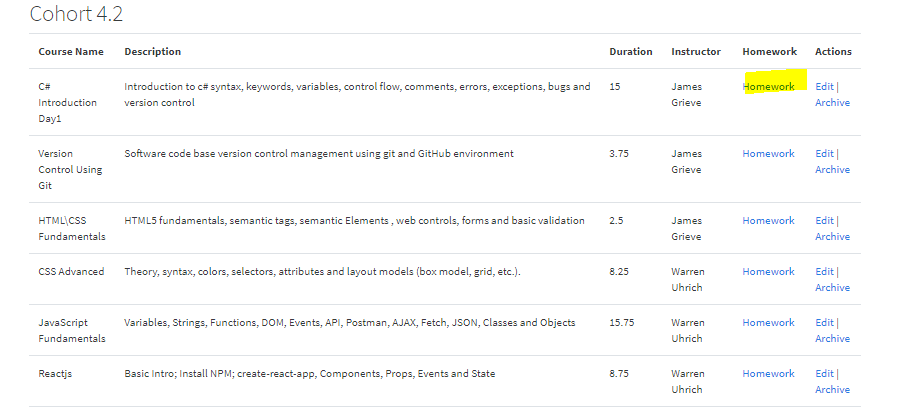 Cohort 4.2
Course Name Description Duration Instructor Homework Actions
C# Introduction to c# syntax, keywords, variables, control flow, comments, errors, exceptions, bugs and 15 James Homework Edit |
Introduction version control Grieve Archive
Day1
Version Software code base version control management using git and GitHub environment 3.75 James Homework Edit |
Control Using Grieve Archive
Git
HTML\CSS HTML5 fundamentals, semantic tags, semantic Elements , web controls, forms and basic validation 2.5 James Homework Edit |
Fundamentals Grieve Archive
CSS Advanced Theory, syntax, colors, selectors, attributes and layout models (box model, grid, etc.). 8.25 Warren Homework Edit |
Uhrich Archive
JavaScript Variables, Strings, Functions, DOM, Events, API, Postman, AJAX, Fetch, JSON, Classes and Objects 15.75 Warren Homework Edit |
Fundamentals Uhrich Archive
Reactjs Basic Intro; Install NPM; create-react-app, Components, Props, Events and State 8.75 Warren Homework Edit |
Uhrich Archive